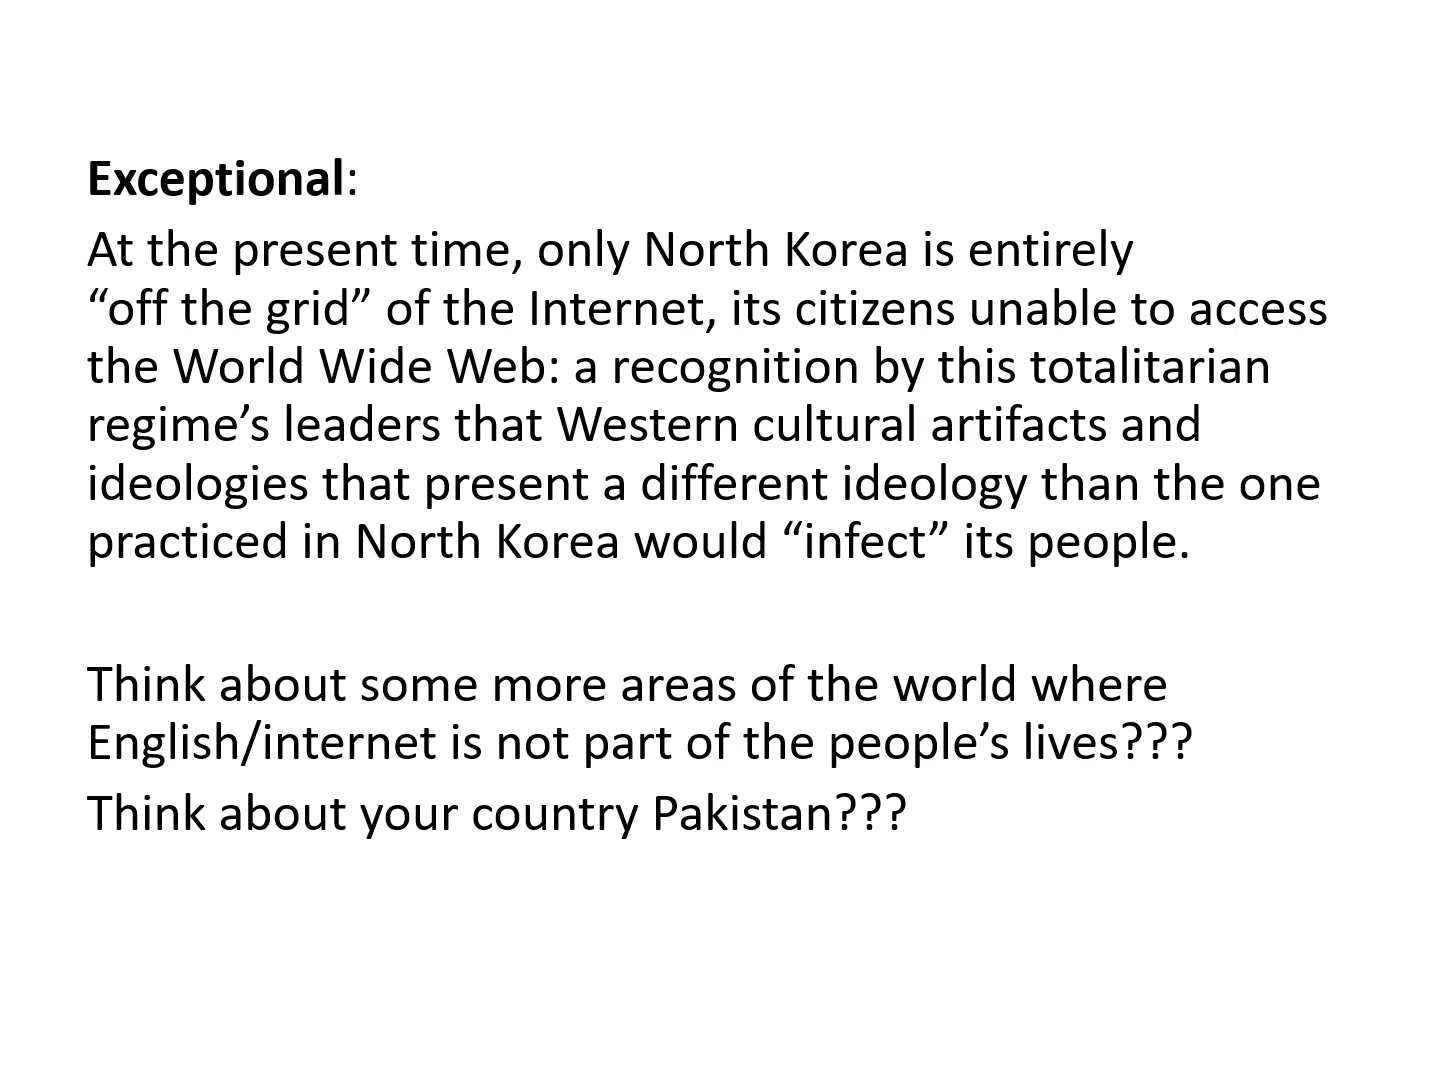 Exceptional:
At the present time, only North Korea is entirely
“off the grid” of the Internet, its citizens unable to access
the World Wide Web: a recognition by this totalitarian
regime’s leaders that Western cultural artifacts and
ideologies that present a different ideology than the one
practiced in North Korea would “infect” its people.
Think about some more areas of the world where
English/internet is not part of the people’s lives???
Think about your country Pakistan???